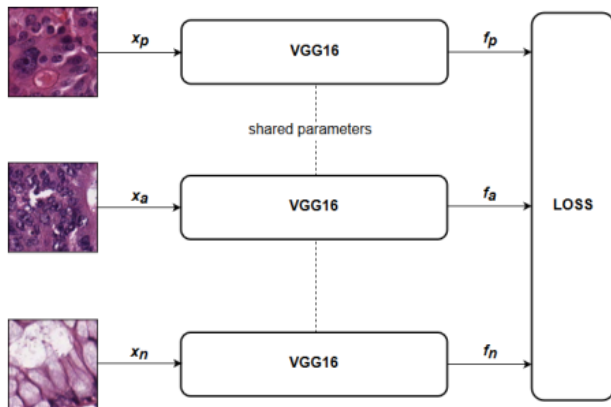 x_p VGG16 f_p
shared parameters
x_a VGG16 f_a
LOSS
x_n VGG16 f_n